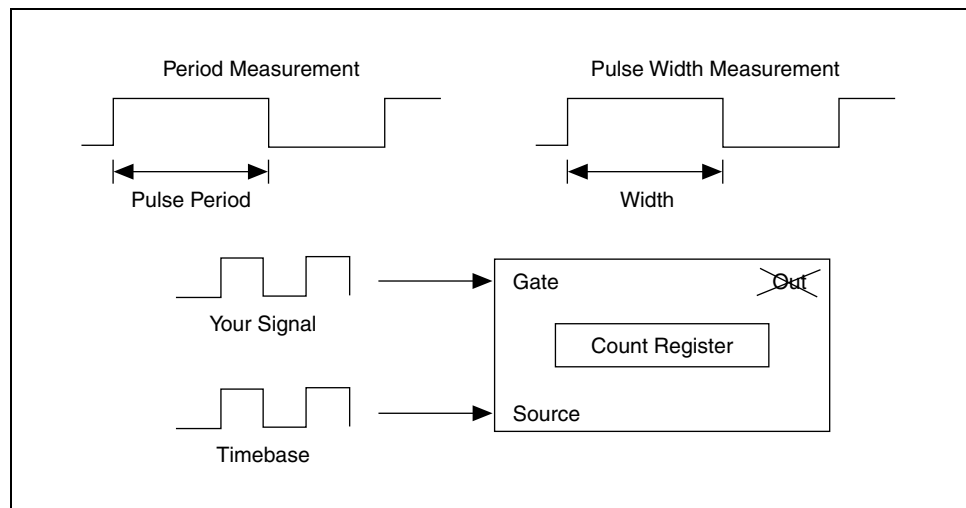 Period Measurement
Pulse Width Measurement
Pulse Period
Width
Your Signal
Gate
Out
Count Register
Timebase
Source